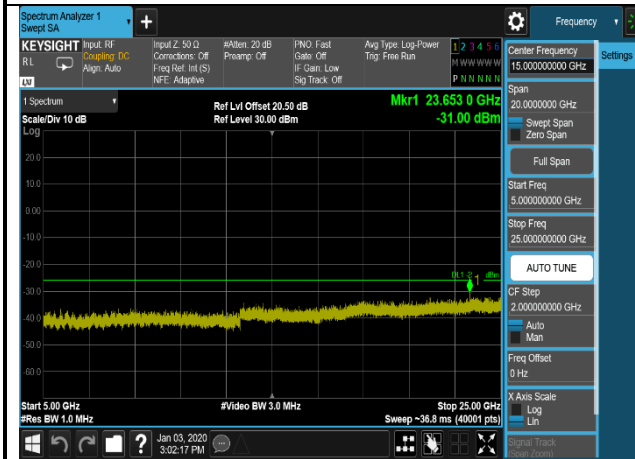 Spectrum Analyzer 1
Swept SA
+
Frequency
KEYSIGHT
RL
LXI
Input: RF
Coupling: DC
Align: Auto
Input Z: 50 Ω
Corrections: Off
Freq Ref: Int (S)
NFE: Adaptive
#Atten: 20 dB
Preamp: Off
PNO: Fast
Gate: Off
IF Gain: Low
Sig Track: Off
Avg Type: Log-Power
Trig: Free Run
1 2 3 4 5 6
M W W W W W
P N N N N N
1 Spectrum
Scale/Div 10 dB
Log
Ref Lvl Offset 20.50 dB
Ref Level 30.00 dBm
Mkr1 23.653 0 GHz
-31.00 dBm
20.0
10.0
0.00
-10.0
-20.0
-30.0
-40.0
-50.0
-60.0
1
Start 5.00 GHz
#Res BW 1.0 MHz
#Video BW 3.0 MHz
Stop 25.00 GHz
Sweep ~36.8 ms (40001 pts)
Jan 03, 2020
3:02:17 PM
?
Settings
Center Frequency
15.000000000 GHz
Span
20.0000000 GHz
Swept Span
Zero Span
Full Span
Start Freq
5.000000000 GHz
Stop Freq
25.000000000 GHz
AUTO TUNE
CF Step
2.000000000 GHz
Auto
Man
Freq Offset
0 Hz
X Axis Scale
Log
Lin
Signal Track
(Span Zoom)